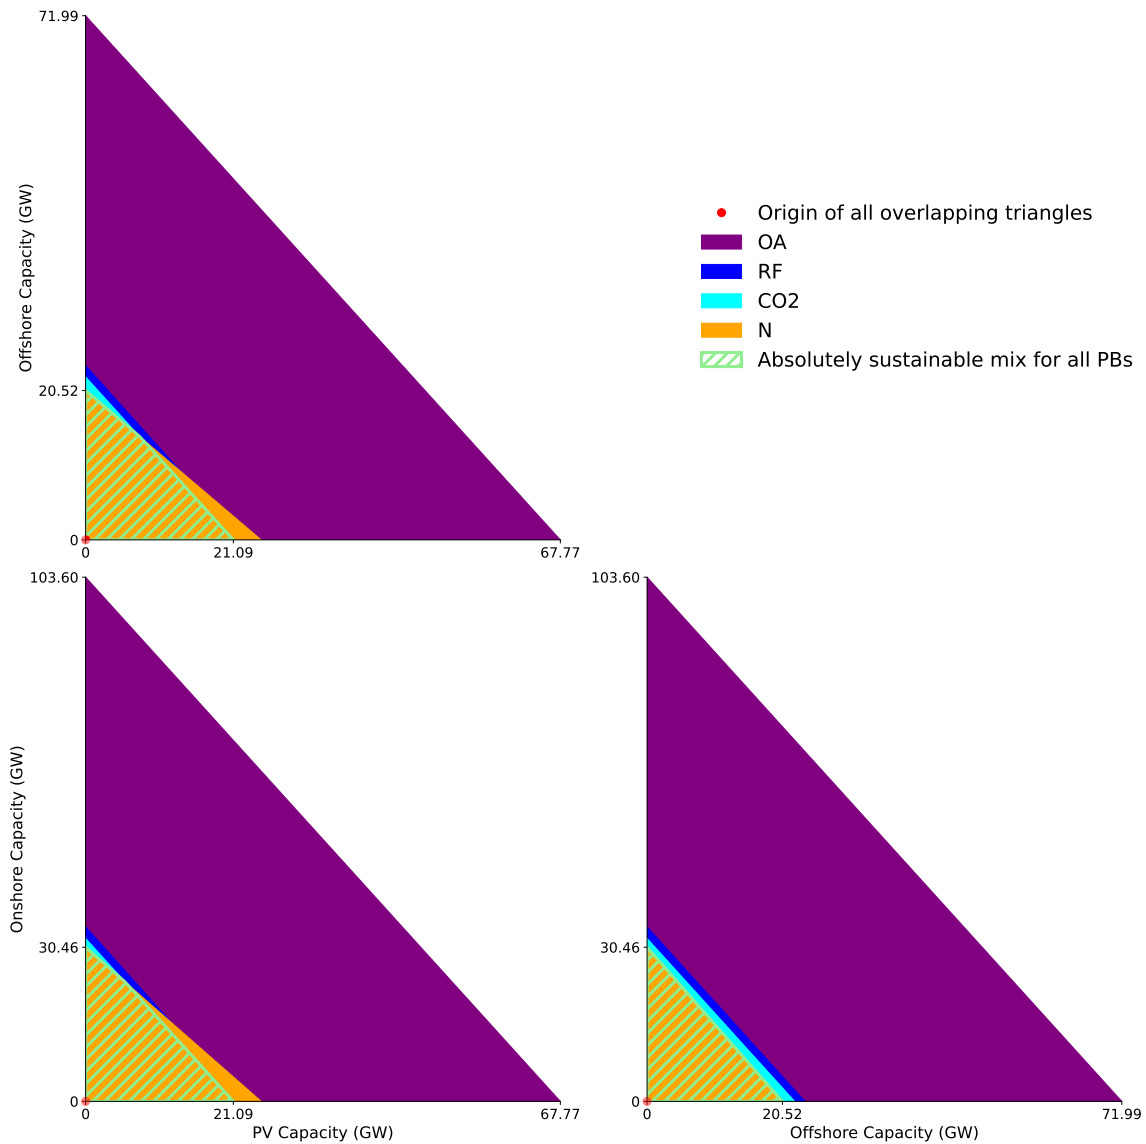 71.99
Offshore Capacity (GW)
20.52
0
0
21.09
67.77
Origin of all overlapping triangles
OA
RF
CO2
N
Absolutely sustainable mix for all PBs
103.60
Onshore Capacity (GW)
30.46
0
0
21.09
67.77
PV Capacity (GW)
103.60
30.46
0
0
20.52
71.99
Offshore Capacity (GW)